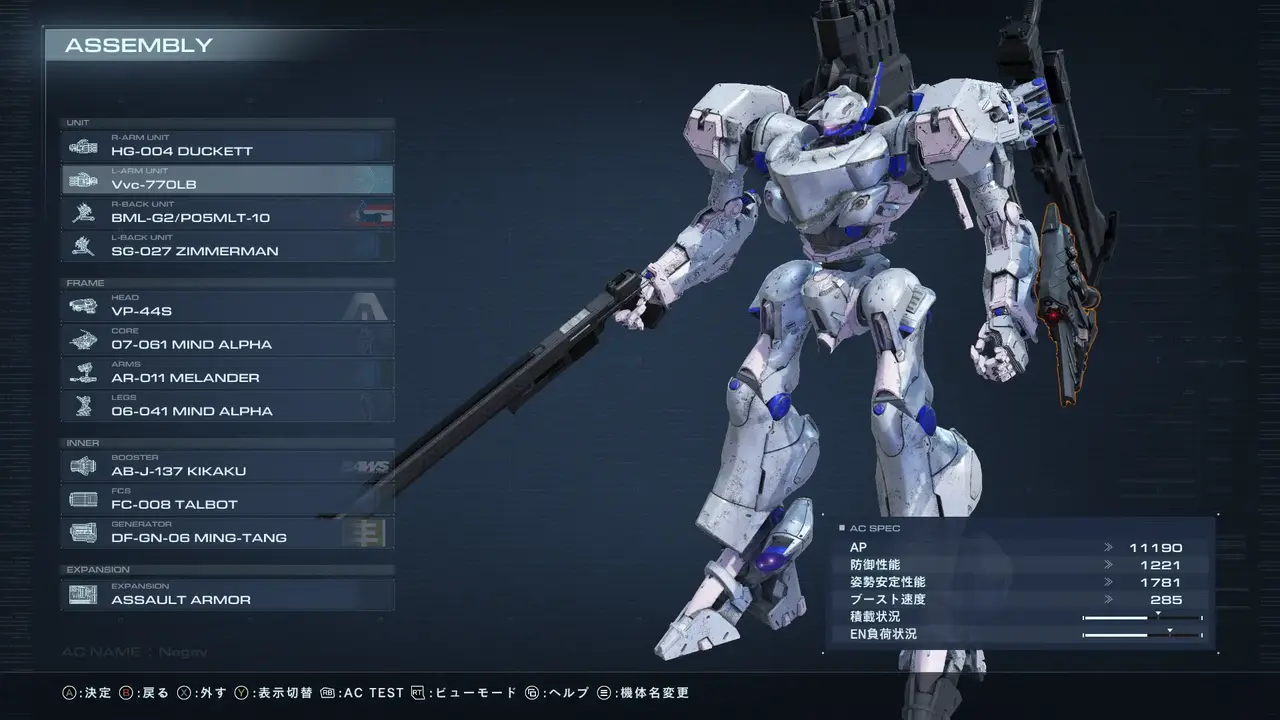 ASSEMBLY
UNIT
R-ARM UNIT
HG-004 DUCKETT
L-ARM UNIT
Vvc-770LB
R-BACK UNIT
BML-G2/P05MLT-10
L-BACK UNIT
SG-027 ZIMMERMAN
FRAME
HEAD
VP-44S
CORE
07-061 MIND ALPHA
ARMS
AR-011 MELANDER
LEGS
06-041 MIND ALPHA
INNER
BOOSTER
AB-J-137 KIKAKU
FCS
FC-008 TALBOT
GENERATOR
DF-GN-06 MING-TANG
EXPANSION
EXPANSION
ASSAULT ARMOR
AC NAME : Negav
AC SPEC
AP 11190
防御性能 1221
姿勢安定性能 1781
ブースト速度 285
積載状況
EN負荷状況
A:決定 B:戻る X:外す Y:表示切替 RB:AC TEST RT:ビューモード :ヘルプ :機体名変更